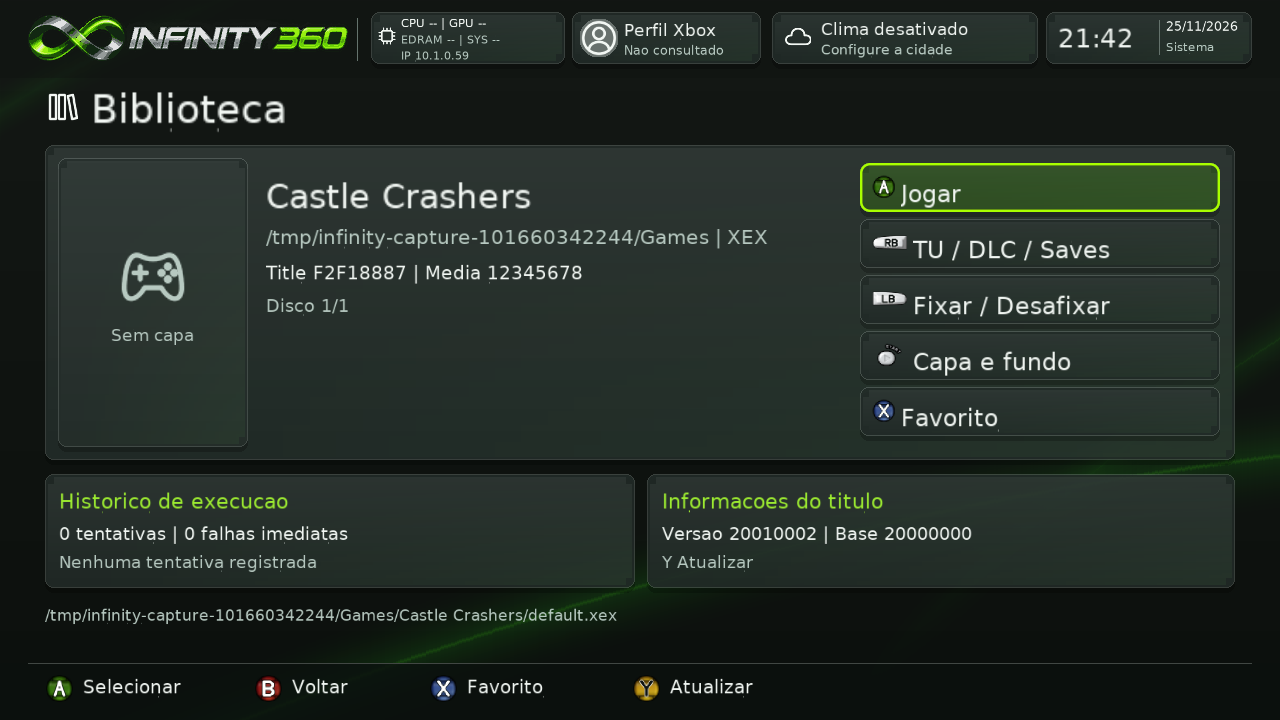 INFINITY 360
CPU -- | GPU --
EDRAM -- | SYS --
IP 10.1.0.59
Perfil Xbox
Nao consultado
Clima desativado
Configure a cidade
21:42
25/11/2026
Sistema
Biblioteca
Sem capa
Castle Crashers
/tmp/infinity-capture-101660342244/Games | XEX
Title F2F18887 | Media 12345678
Disco 1/1
A Jogar
RB TU / DLC / Saves
LB Fixar / Desafixar
Capa e fundo
X Favorito
Historico de execucao
0 tentativas | 0 falhas imediatas
Nenhuma tentativa registrada
Informacoes do titulo
Versao 20010002 | Base 20000000
Y Atualizar
/tmp/infinity-capture-101660342244/Games/Castle Crashers/default.xex
A Selecionar
B Voltar
X Favorito
Y Atualizar